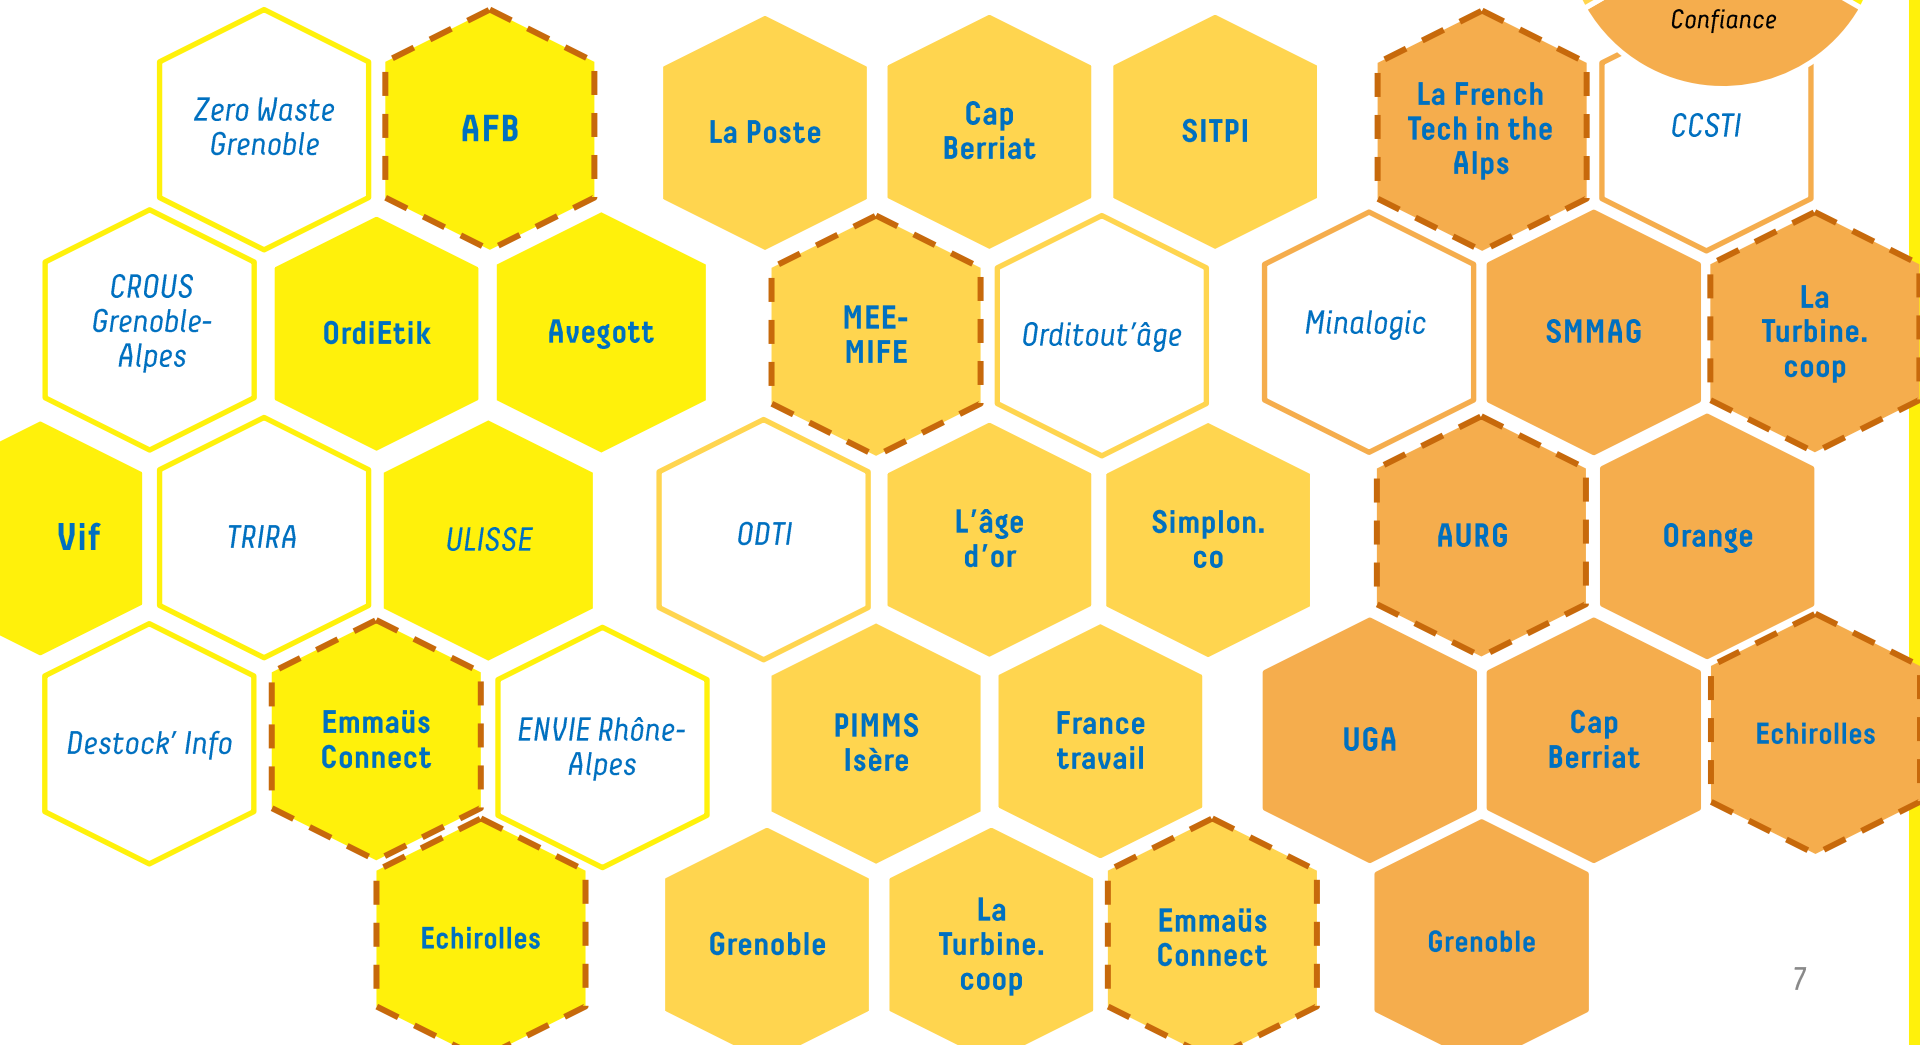 Confiance
Zero Waste
Grenoble
AFB
La Poste
Cap
Berriat
SITPI
La French
Tech in the
Alps
CCSTI
CROUS
Grenoble-
Alpes
OrdiEtik
Avegott
MEE-
MIFE
Orditout’âge
Minalogic
SMMAG
La
Turbine.
coop
Vif
TRIRA
ULISSE
ODTI
L’âge
d’or
Simplon.
co
AURG
Orange
Destock’ Info
Emmaüs
Connect
ENVIE Rhône-
Alpes
PIMMS
Isère
France
travail
UGA
Cap
Berriat
Echirolles
Echirolles
Grenoble
La
Turbine.
coop
Emmaüs
Connect
Grenoble
7